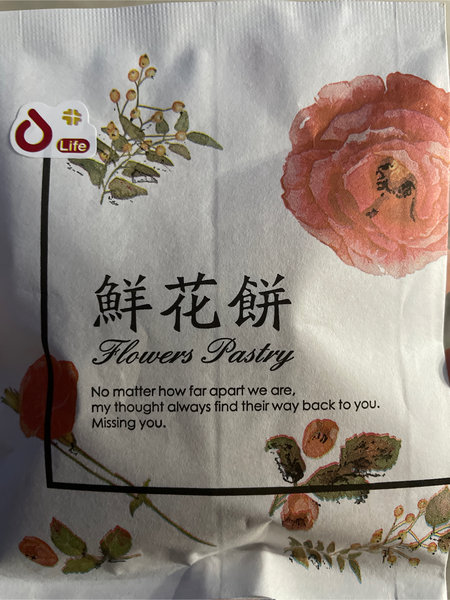 Life
鮮花餅
Flowers Pastry
No matter how far apart we are,
my thought always find their way back to you.
Missing you.